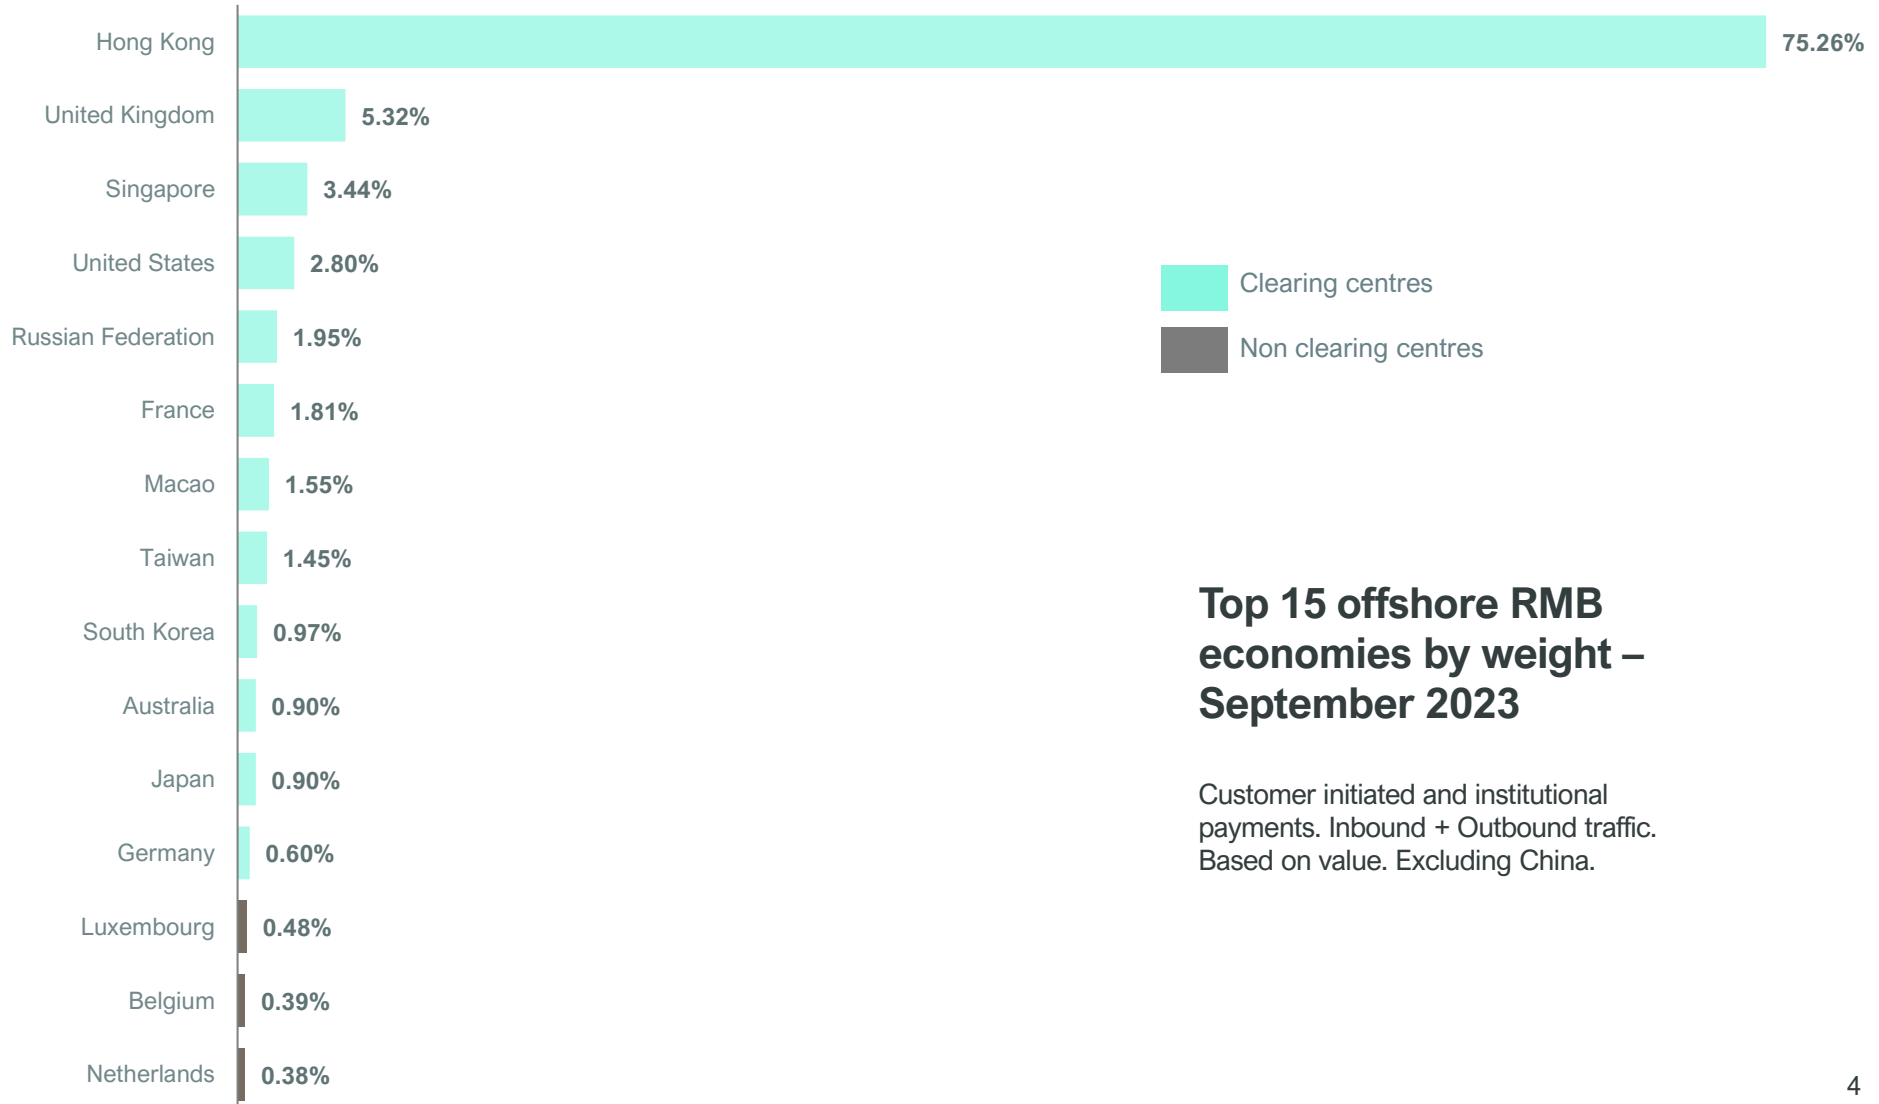 Hong Kong 75.26%
United Kingdom 5.32%
Singapore 3.44%
United States 2.80%
Russian Federation 1.95%
France 1.81%
Macao 1.55%
Taiwan 1.45%
South Korea 0.97%
Australia 0.90%
Japan 0.90%
Germany 0.60%
Luxembourg 0.48%
Belgium 0.39%
Netherlands 0.38%
Clearing centres
Non clearing centres
Top 15 offshore RMB
economies by weight –
September 2023
Customer initiated and institutional
payments. Inbound + Outbound traffic.
Based on value. Excluding China.
4